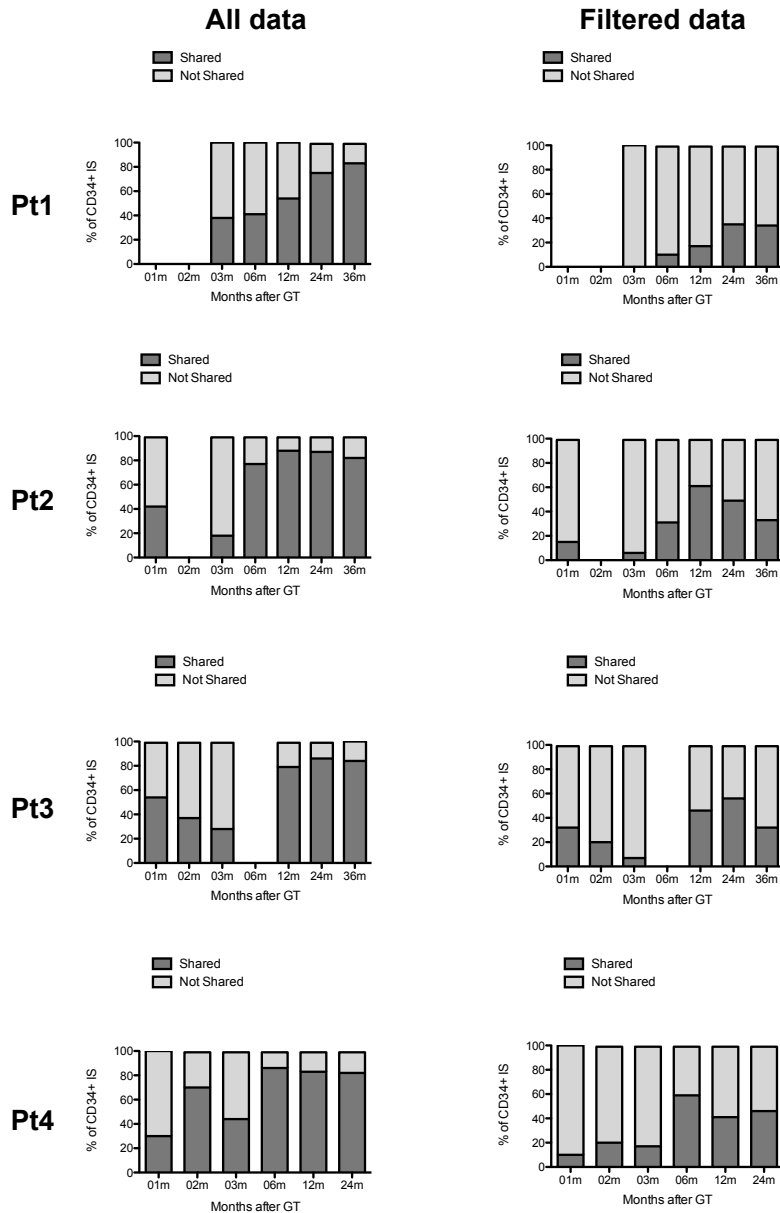 All data Filtered data
Shared
Not Shared
Shared
Not Shared
Pt1
% of CD34+ IS
100
80
60
40
20
0
01m 02m 03m 06m 12m 24m 36m
Months after GT
% of CD34+ IS
100
80
60
40
20
0
01m 02m 03m 06m 12m 24m 36m
Months after GT
Shared
Not Shared
Shared
Not Shared
Pt2
% of CD34+ IS
100
80
60
40
20
0
01m 02m 03m 06m 12m 24m 36m
Months after GT
% of CD34+ IS
100
80
60
40
20
0
01m 02m 03m 06m 12m 24m 36m
Months after GT
Shared
Not Shared
Shared
Not Shared
Pt3
% of CD34+ IS
100
80
60
40
20
0
01m 02m 03m 06m 12m 24m 36m
Months after GT
% of CD34+ IS
100
80
60
40
20
0
01m 02m 03m 06m 12m 24m 36m
Months after GT
Shared
Not Shared
Shared
Not Shared
Pt4
% of CD34+ IS
100
80
60
40
20
0
01m 02m 03m 06m 12m 24m
Months after GT
% of CD34+ IS
100
80
60
40
20
0
01m 02m 03m 06m 12m 24m
Months after GT